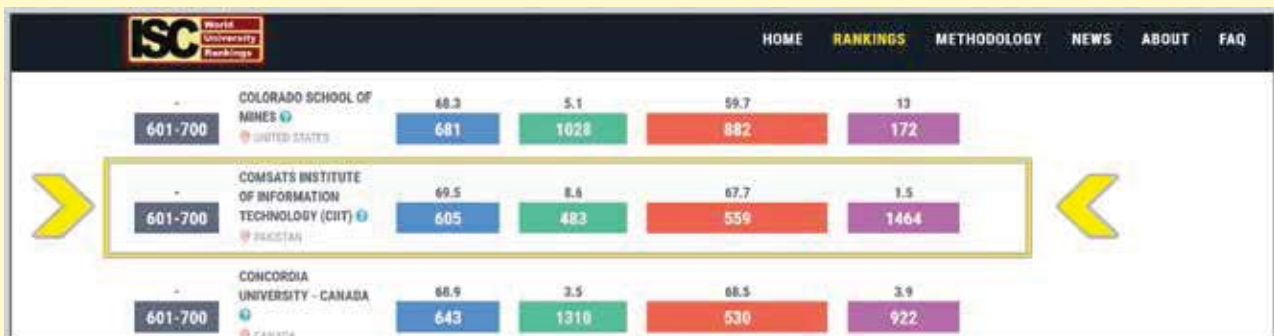 ISC World
University
Rankings
HOME RANKINGS METHODOLOGY NEWS ABOUT FAQ
- COLORADO SCHOOL OF
MINES ?
68.3 5.1 59.7 13
601-700 681 1028 882 172
UNITED STATES
- COMSATS INSTITUTE
OF INFORMATION
TECHNOLOGY (CIIT) ?
69.5 8.6 67.7 1.5
601-700 605 483 559 1464
PAKISTAN
- CONCORDIA
UNIVERSITY - CANADA
?
68.9 3.5 68.5 3.9
601-700 643 1310 530 922
CANADA